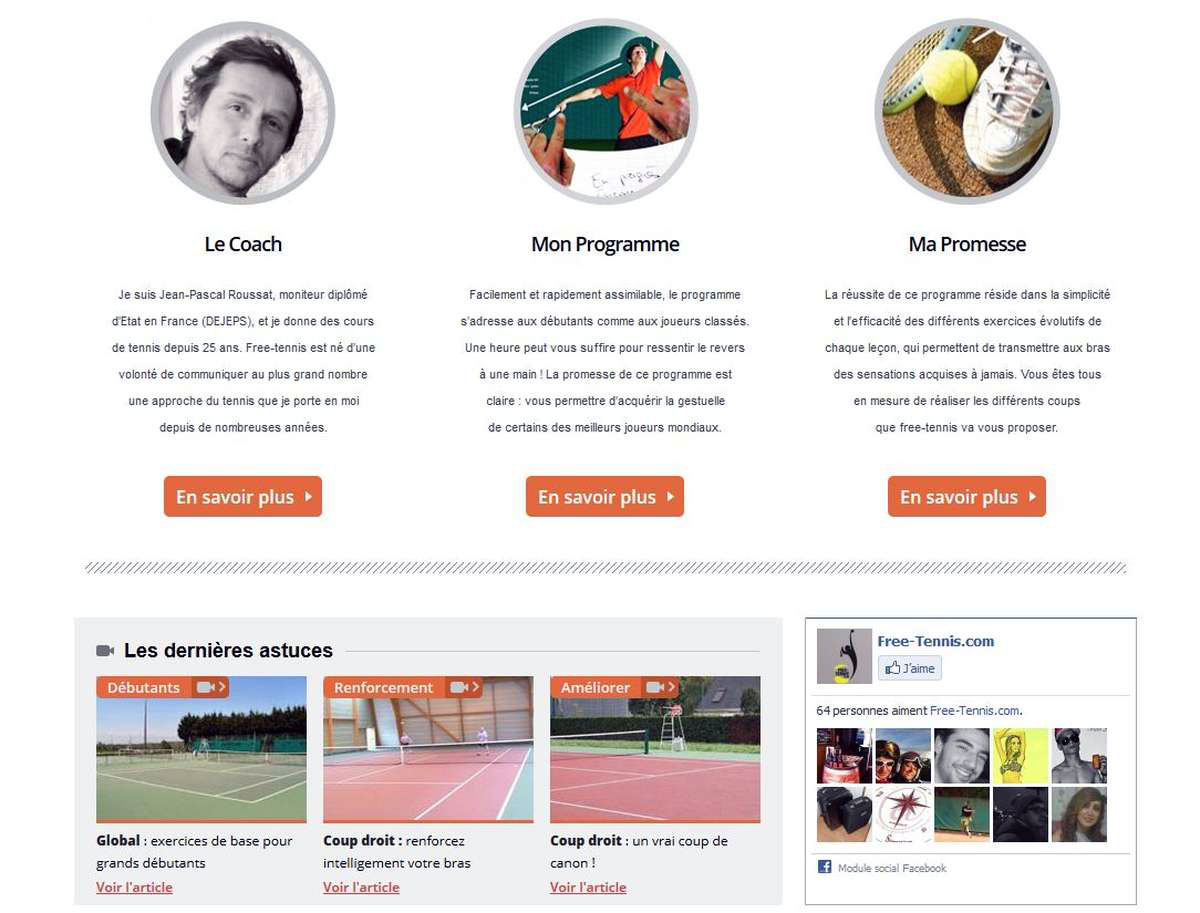 Le Coach
Je suis Jean-Pascal Roussat, moniteur diplômé
d'Etat en France (DEJEPS), et je donne des cours
de tennis depuis 25 ans. Free-tennis est né d'une
volonté de communiquer au plus grand nombre
une approche du tennis que je porte en moi
depuis de nombreuses années.
En savoir plus
Mon Programme
Facilement et rapidement assimilable, le programme
s'adresse aux débutants comme aux joueurs classés.
Une heure peut vous suffire pour ressentir le revers
à une main ! La promesse de ce programme est
claire : vous permettre d'acquérir la gestuelle
de certains des meilleurs joueurs mondiaux.
En savoir plus
Ma Promesse
La réussite de ce programme réside dans la simplicité
et l'efficacité des différents exercices évolutifs de
chaque leçon, qui permettent de transmettre aux bras
des sensations acquises à jamais. Vous êtes tous
en mesure de réaliser les différents coups
que free-tennis va vous proposer.
En savoir plus
Les dernières astuces
Débutants
Global : exercices de base pour
grands débutants
Voir l'article
Renforcement
Coup droit : renforcez
intelligement votre bras
Voir l'article
Améliorer
Coup droit : un vrai coup de
canon !
Voir l'article
Free-Tennis.com
J'aime
64 personnes aiment Free-Tennis.com.
Module social Facebook